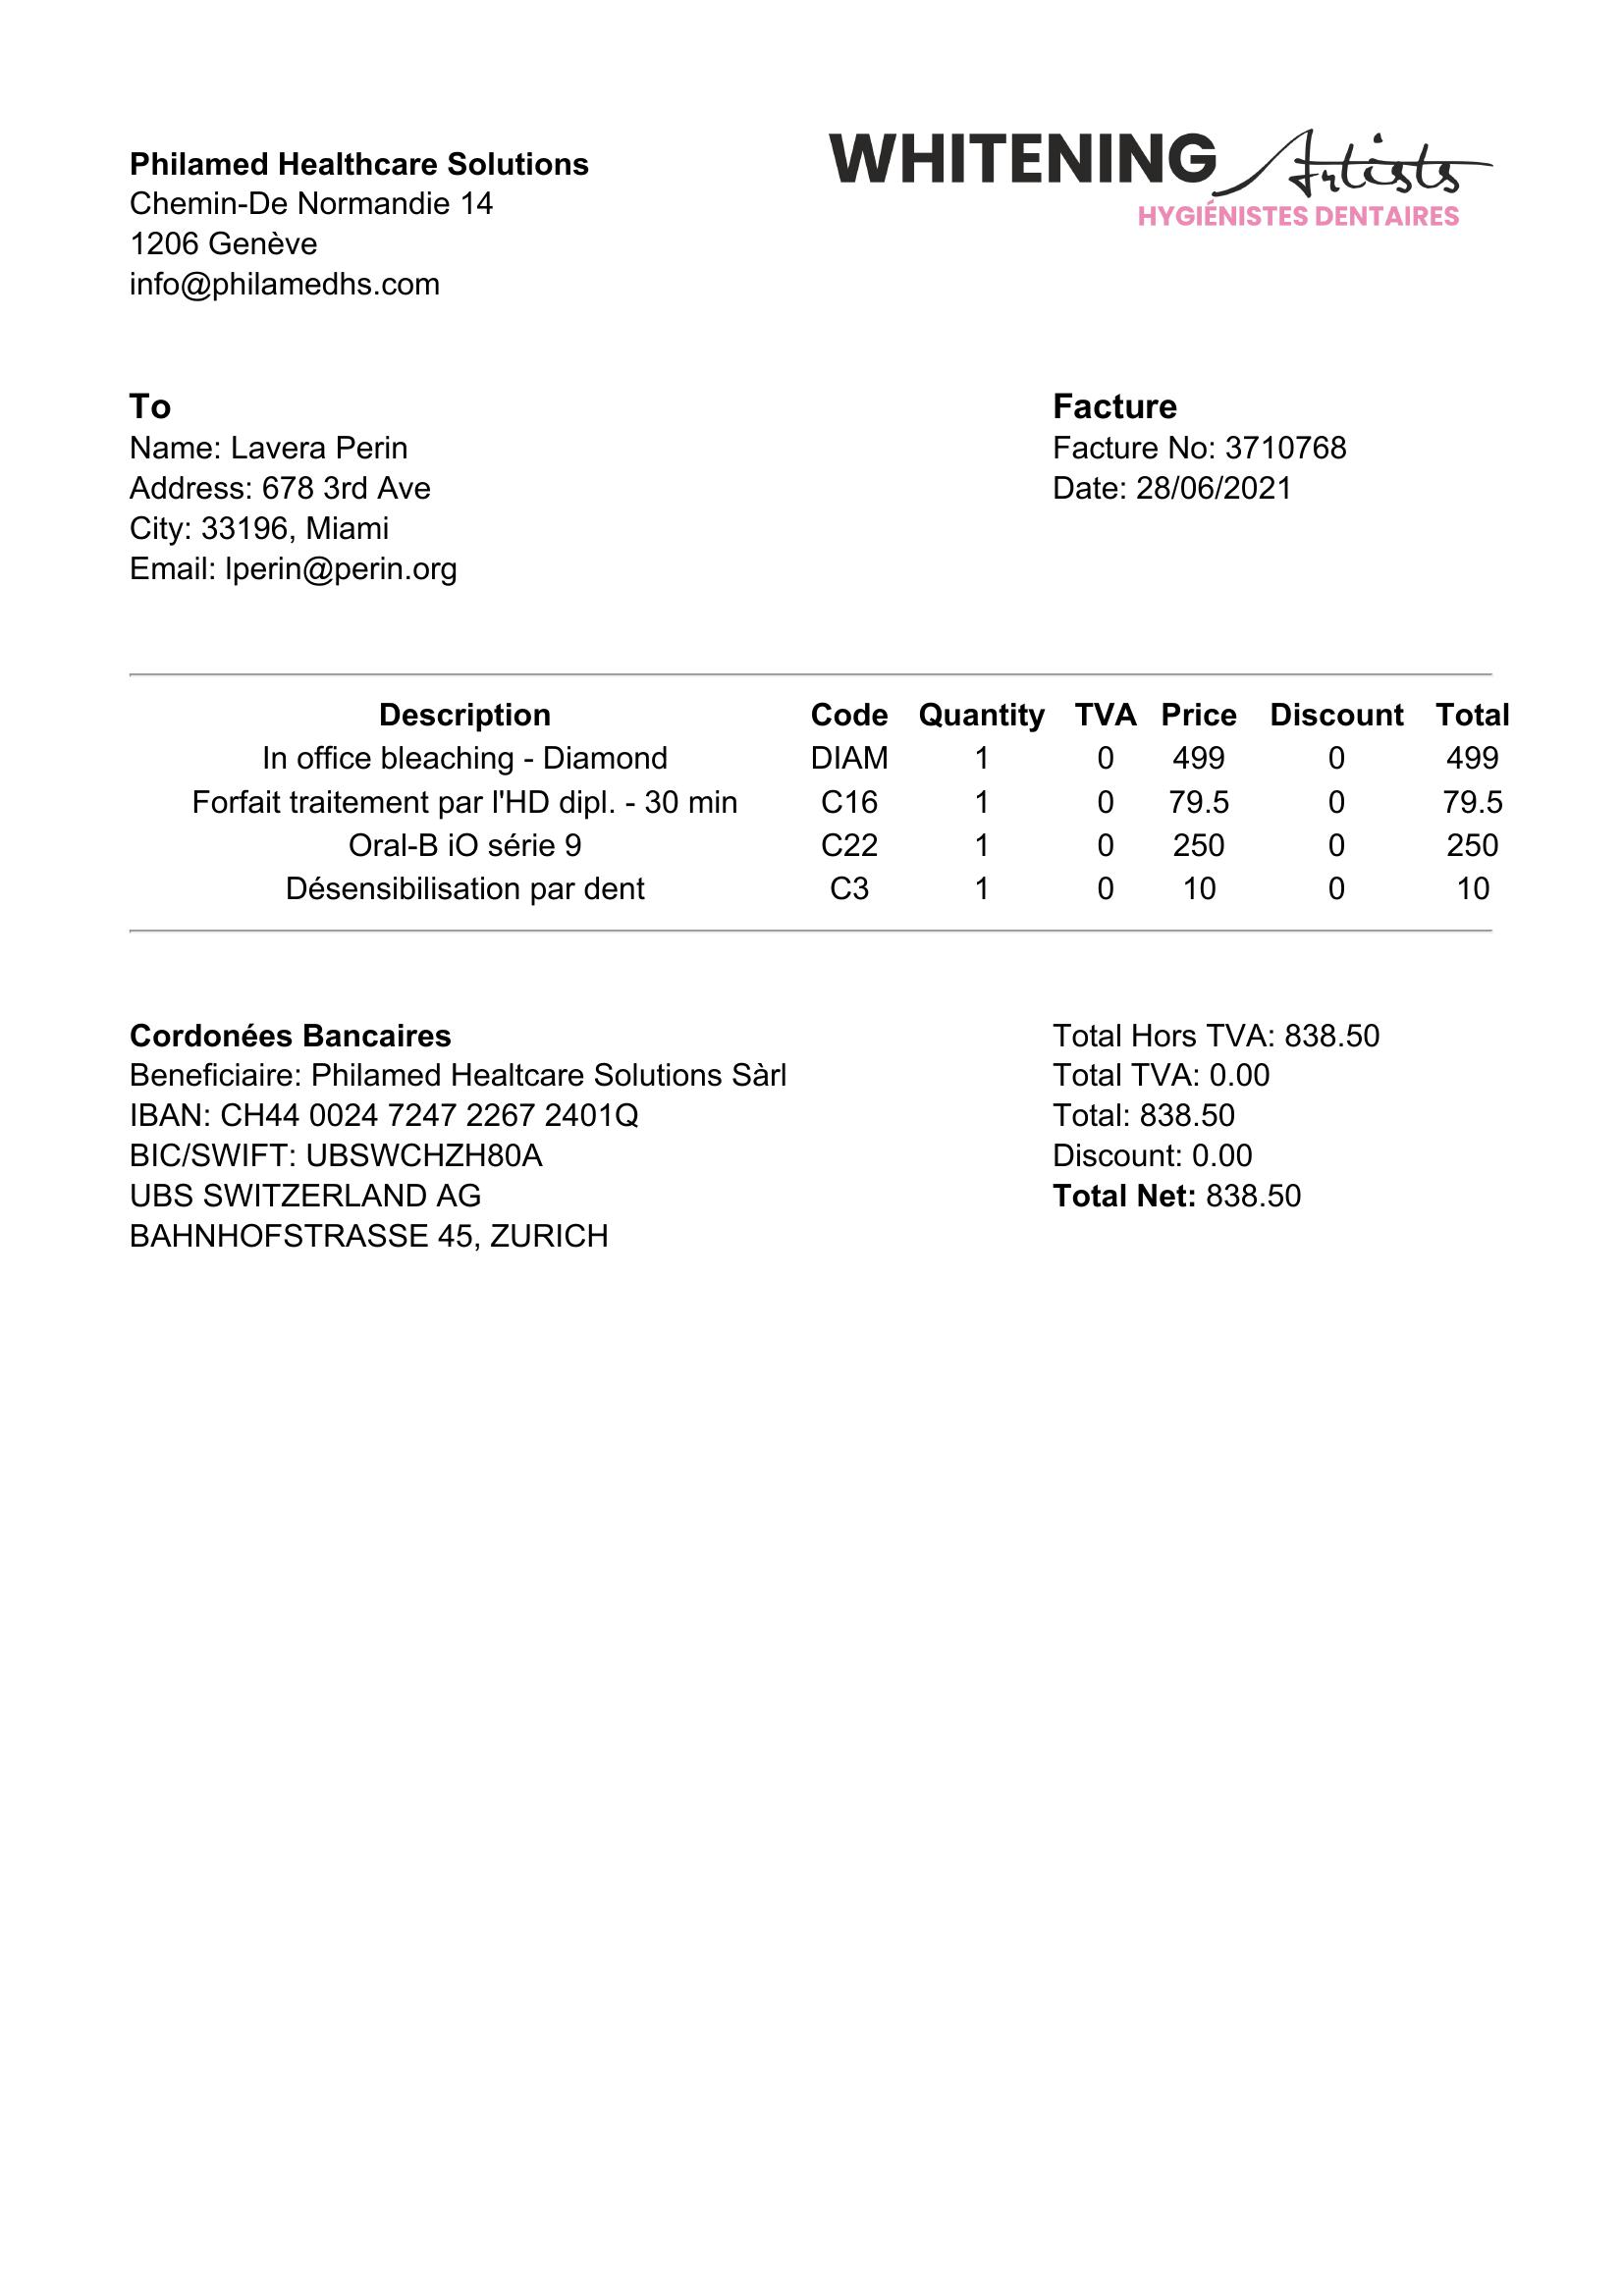 Philamed Healthcare Solutions
Chemin-De Normandie 14
1206 Genève
info@philamedhs.com
WHITENING Artists
HYGIÉNISTES DENTAIRES
To
Name: Lavera Perin
Address: 678 3rd Ave
City: 33196, Miami
Email: lperin@perin.org
Facture
Facture No: 3710768
Date: 28/06/2021
Description Code Quantity TVA Price Discount Total
In office bleaching - Diamond DIAM 1 0 499 0 499
Forfait traitement par l'HD dipl. - 30 min C16 1 0 79.5 0 79.5
Oral-B iO série 9 C22 1 0 250 0 250
Désensibilisation par dent C3 1 0 10 0 10
Cordonées Bancaires
Beneficiaire: Philamed Healtcare Solutions Sàrl
IBAN: CH44 0024 7247 2267 2401Q
BIC/SWIFT: UBSWCHZH80A
UBS SWITZERLAND AG
BAHNHOFSTRASSE 45, ZURICH
Total Hors TVA: 838.50
Total TVA: 0.00
Total: 838.50
Discount: 0.00
Total Net: 838.50